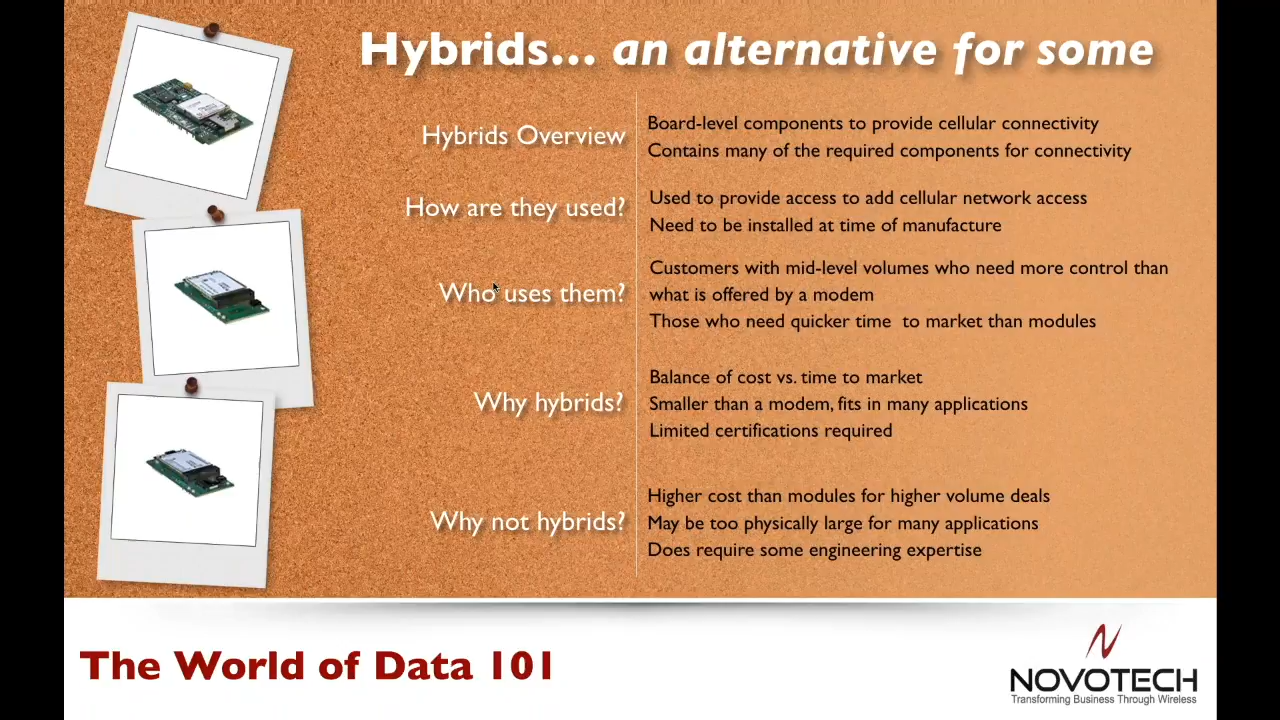 Hybrids... an alternative for some
Hybrids Overview
Board-level components to provide cellular connectivity
Contains many of the required components for connectivity
How are they used?
Used to provide access to add cellular network access
Need to be installed at time of manufacture
Who uses them?
Customers with mid-level volumes who need more control than
what is offered by a modem
Those who need quicker time to market than modules
Why hybrids?
Balance of cost vs. time to market
Smaller than a modem, fits in many applications
Limited certifications required
Why not hybrids?
Higher cost than modules for higher volume deals
May be too physically large for many applications
Does require some engineering expertise
The World of Data 101
NOVOTECH
Transforming Business Through Wireless